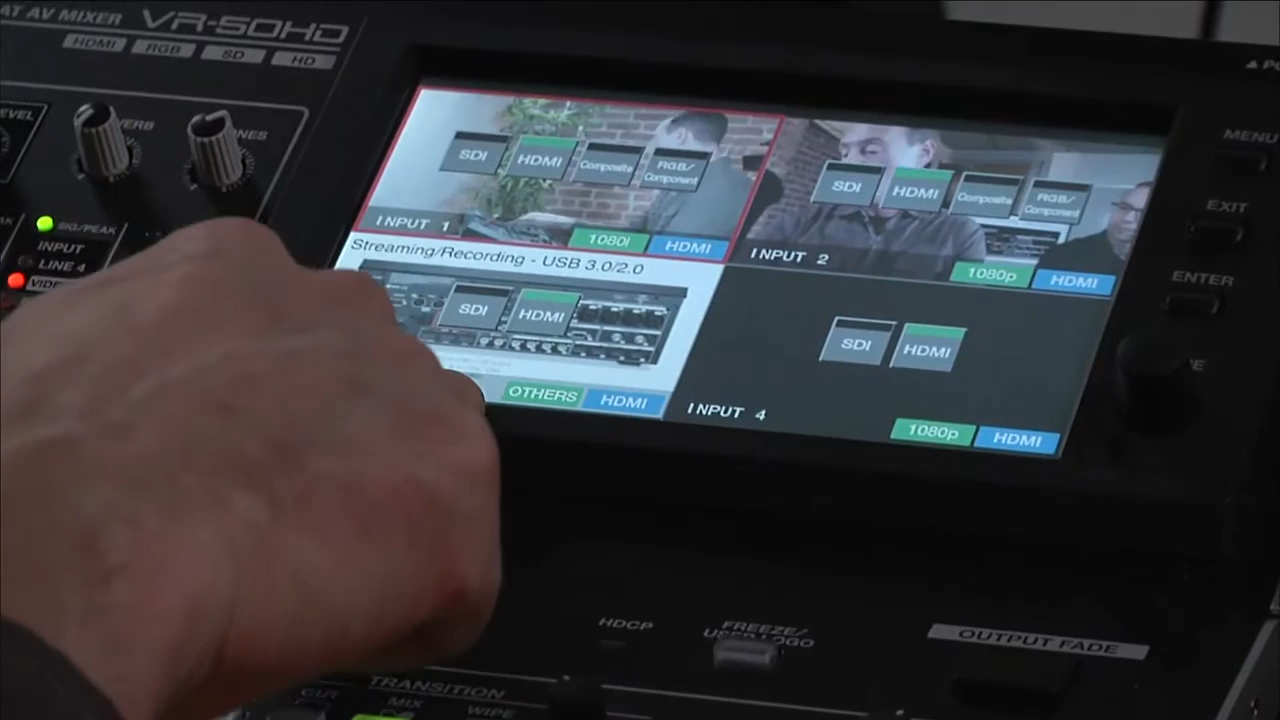 AT AV MIXER VR-50HD
HDMI RGB SD HD
MENU
EXIT
ENTER
SIG/PEAK
INPUT
LINE 4
SDI HDMI Composite RGB/Component
INPUT 1 1080i HDMI
SDI HDMI Composite RGB/Component
INPUT 2 1080p HDMI
Streaming/Recording - USB 3.0/2.0
SDI HDMI
OTHERS HDMI
SDI HDMI
INPUT 4 1080p HDMI
HDCP
FREEZE/
USER LOGO
OUTPUT FADE
TRANSITION
CUT MIX WIPE